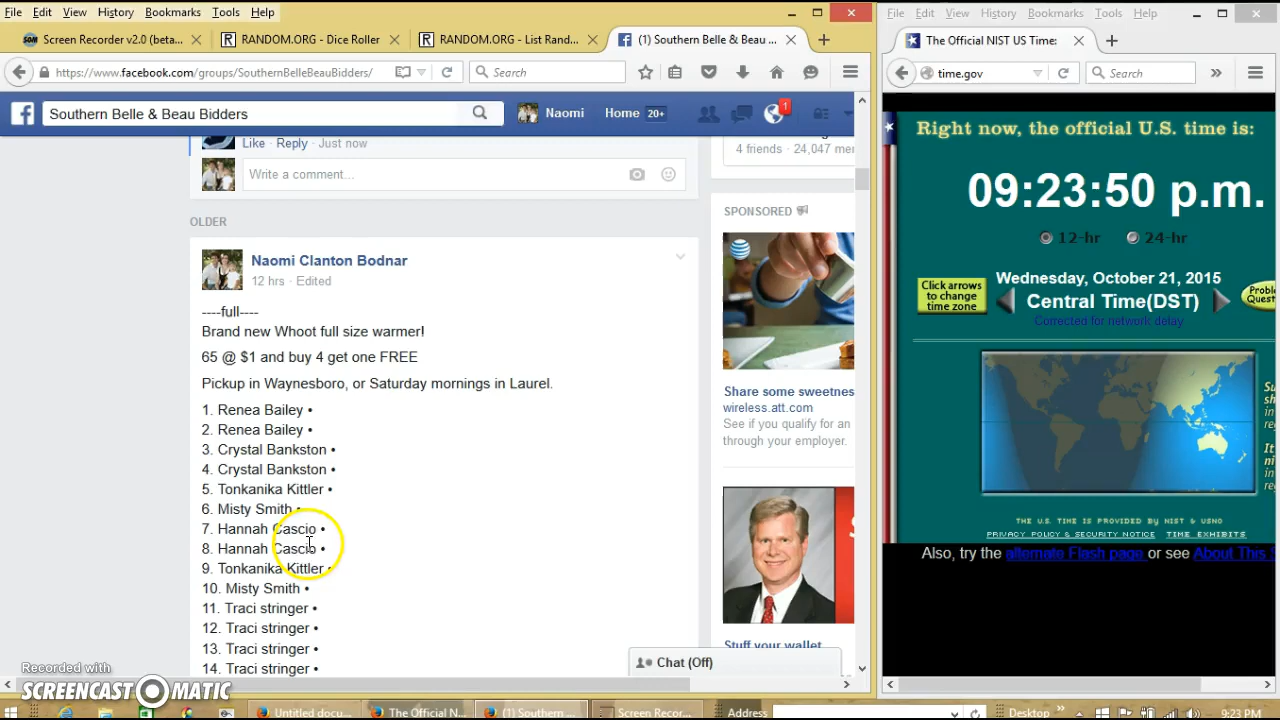 File Edit View History Bookmarks Tools Help
Screen Recorder v2.0 (beta...
RANDOM.ORG - Dice Roller
RANDOM.ORG - List Rand...
(1) Southern Belle & Beau ...
https://www.facebook.com/groups/SouthernBelleBeauBidders/
Search
Southern Belle & Beau Bidders
Naomi
Home 20+
1
Like · Reply · Just now
Write a comment...
OLDER
Naomi Clanton Bodnar
12 hrs · Edited
----full----
Brand new Whoot full size warmer!
65 @ $1 and buy 4 get one FREE
Pickup in Waynesboro, or Saturday mornings in Laurel.
1. Renea Bailey •
2. Renea Bailey •
3. Crystal Bankston •
4. Crystal Bankston •
5. Tonkanika Kittler •
6. Misty Smith •
7. Hannah Cascio •
8. Hannah Cascio •
9. Tonkanika Kittler •
10. Misty Smith •
11. Traci stringer •
12. Traci stringer •
13. Traci stringer •
14. Traci stringer •
4 friends · 24,047 mem
SPONSORED
Share some sweetness
wireless.att.com
See if you qualify for an
through your employer.
S
Stuff your wallet
Chat (Off)
Recorded with
SCREENCAST MATIC
File Edit View History Bookmarks Tools Help
The Official NIST US Time:
time.gov
Search
Right now, the official U.S. time is:
09:23:50 p.m.
12-hr 24-hr
Wednesday, October 21, 2015
Click arrows
to change
time zone
Central Time(DST)
Corrected for network delay
THE U.S. TIME IS PROVIDED BY NIST & USNO
PRIVACY POLICY & SECURITY NOTICE TIME EXHIBITS
Also, try the alternate Flash page or see About This S
Untitled docu...
The Official N...
(1) Southern ...
Screen Recor...
Address
Desktop
9:23 PM